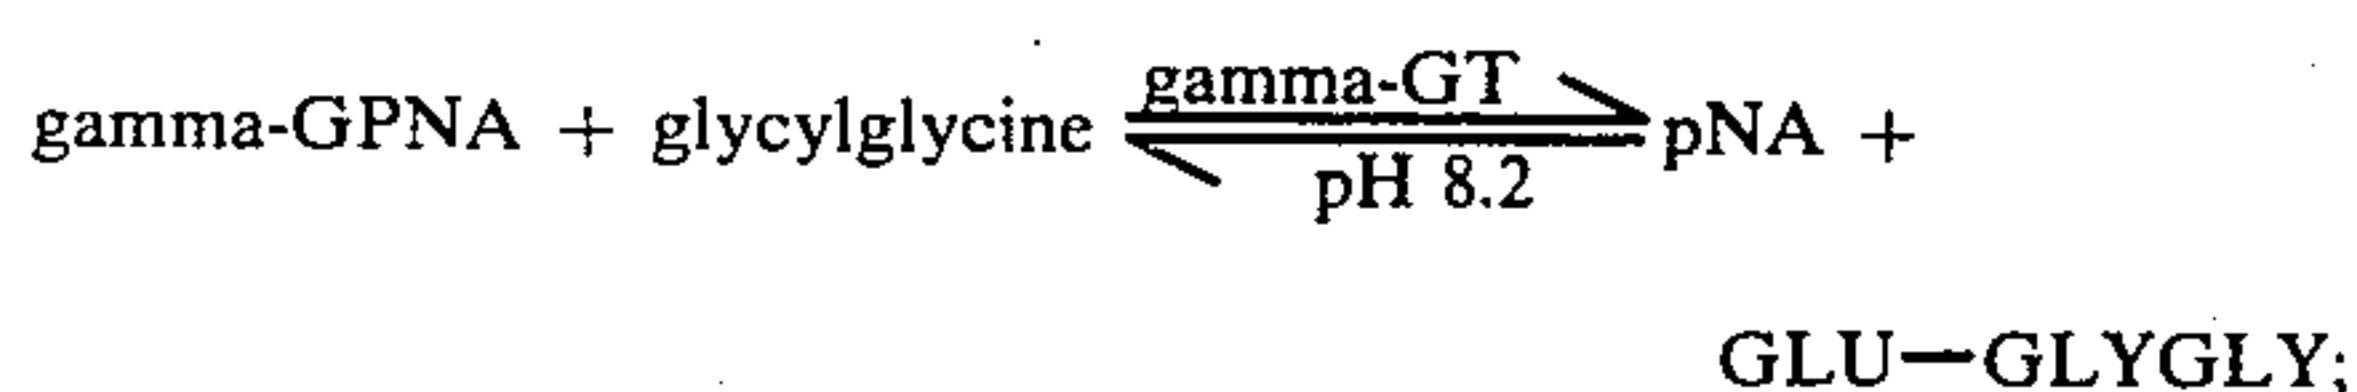 gamma-GPNA + glycylglycine ⇌ pNA +
gamma-GT
pH 8.2
GLU—GLYGLY;